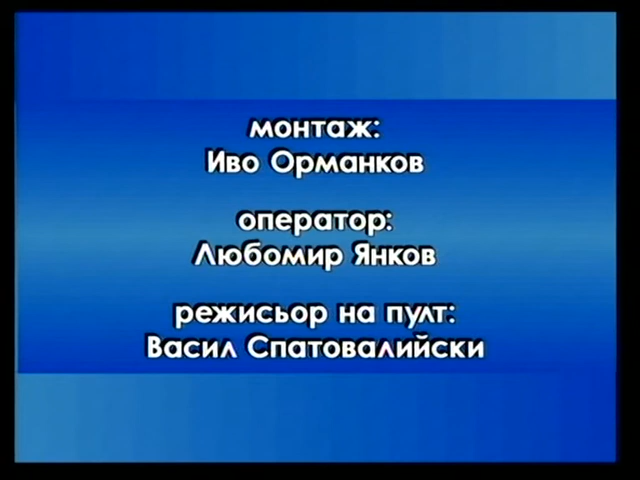 монтаж:
Иво Орманков
оператор:
Любомир Янков
режисьор на пулт:
Васил Спатовалийски